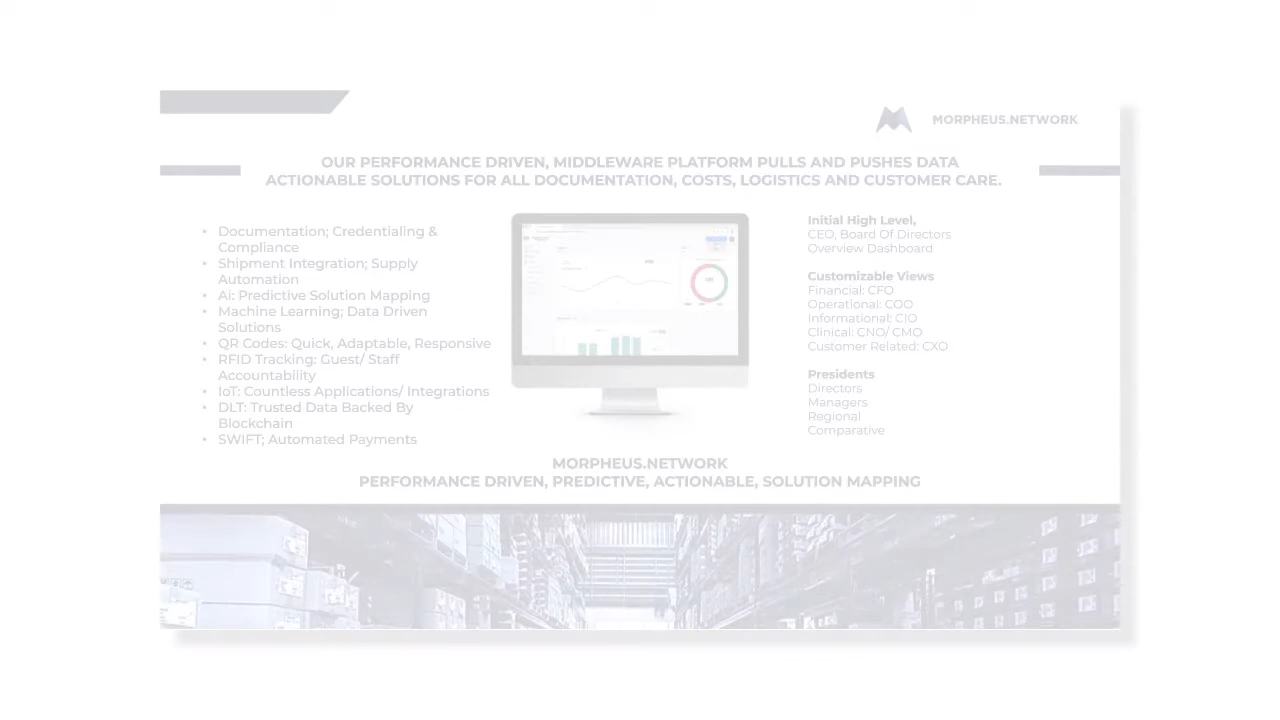 MORPHEUS.NETWORK
OUR PERFORMANCE DRIVEN, MIDDLEWARE PLATFORM PULLS AND PUSHES DATA
ACTIONABLE SOLUTIONS FOR ALL DOCUMENTATION, COSTS, LOGISTICS AND CUSTOMER CARE.
• Documentation; Credentialing &
Compliance
• Shipment Integration; Supply
Automation
• Ai: Predictive Solution Mapping
• Machine Learning; Data Driven
Solutions
• QR Codes: Quick, Adaptable, Responsive
• RFID Tracking: Guest/ Staff
Accountability
• IoT: Countless Applications/ Integrations
• DLT: Trusted Data Backed By
Blockchain
• SWIFT; Automated Payments
Initial High Level,
CEO, Board Of Directors
Overview Dashboard
Customizable Views
Financial: CFO
Operational: COO
Informational: CIO
Clinical: CNO/ CMO
Customer Related: CXO
Presidents
Directors
Managers
Regional
Comparative
MORPHEUS.NETWORK
PERFORMANCE DRIVEN, PREDICTIVE, ACTIONABLE, SOLUTION MAPPING